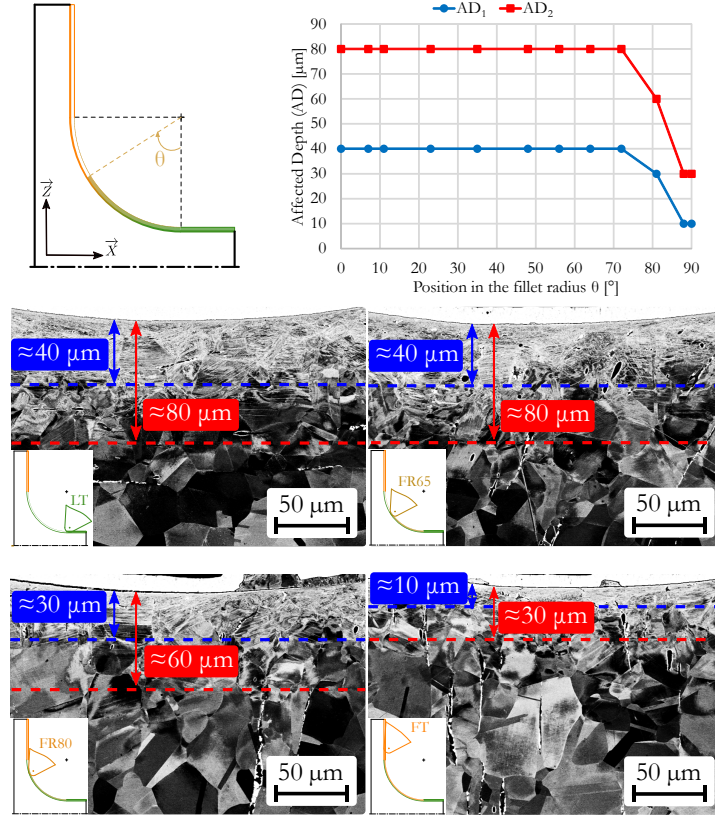 AD₁ AD₂
Affected Depth (AD) [µm]
90
80
70
60
50
40
30
20
10
0
0 10 20 30 40 50 60 70 80 90
Position in the fillet radius θ [°]
θ
Z
X
≈40 µm
≈80 µm
LT
50 µm
≈40 µm
≈80 µm
FR65
50 µm
≈30 µm
≈60 µm
FR80
50 µm
≈10 µm
≈30 µm
FT
50 µm